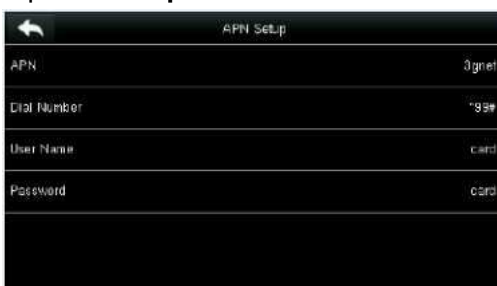 APN Setup
APN 3gnet
Dial Number *99#
User Name card
Password card